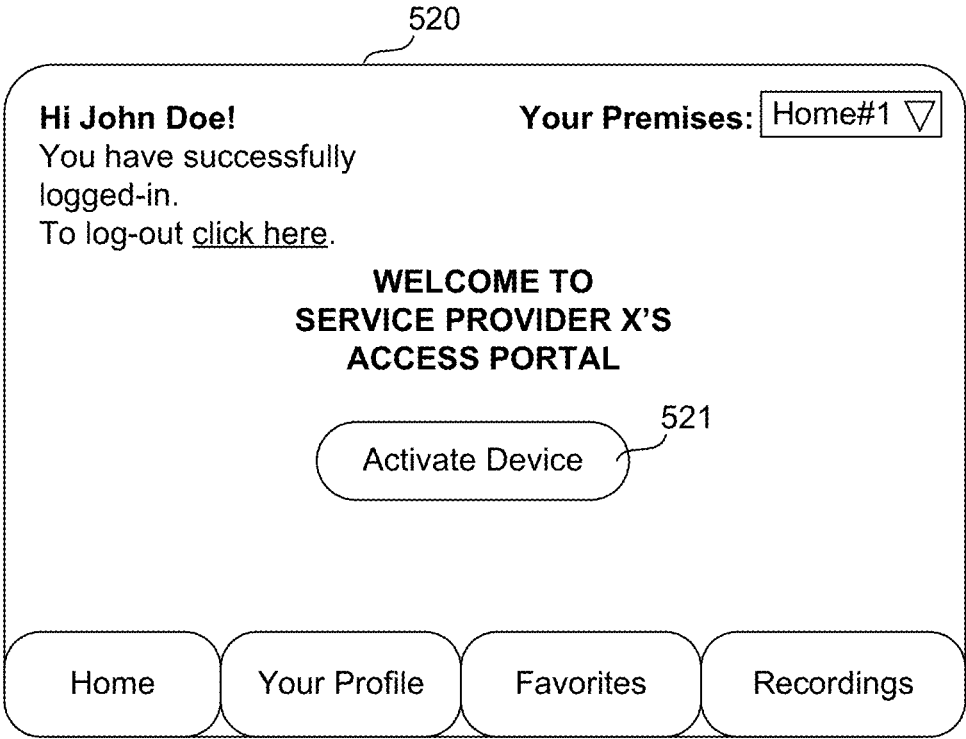 520
Hi John Doe!
Your Premises: Home#1
You have successfully
logged-in.
To log-out click here.
WELCOME TO
SERVICE PROVIDER X'S
ACCESS PORTAL
521
Activate Device
Home
Your Profile
Favorites
Recordings